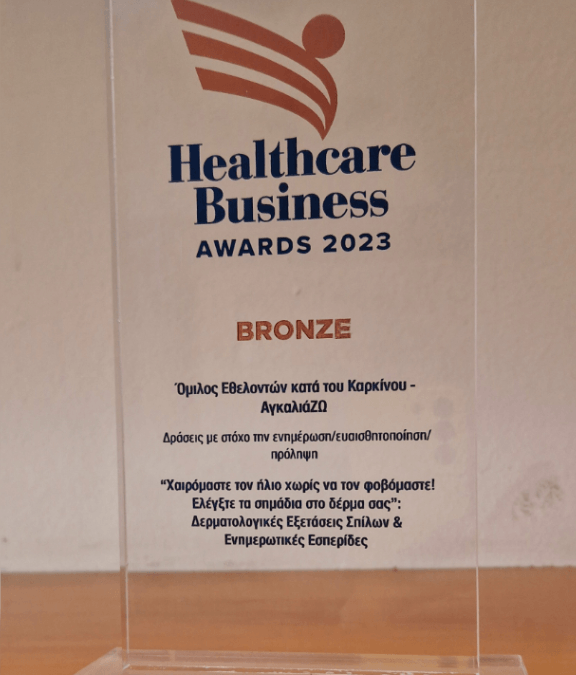 Healthcare
Business
AWARDS 2023
BRONZE
Όμιλος Εθελοντών κατά του Καρκίνου -
ΑγκαλιάΖΩ
Δράσεις με στόχο την ενημέρωση/ευαισθητοποίηση/
πρόληψη
“Χαιρόμαστε τον ήλιο χωρίς να τον φοβόμαστε!
Ελέγξτε τα σημάδια στο δέρμα σας”:
Δερματολογικές Εξετάσεις Σπίλων &
Ενημερωτικές Εσπερίδες